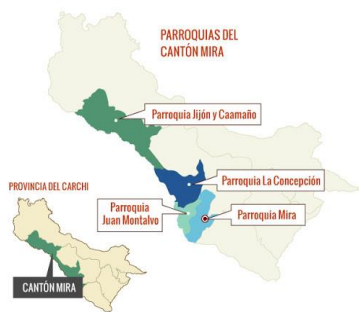 PARROQUIAS DEL
CANTÓN MIRA
Parroquia Jijón y Caamaño
Parroquia La Concepción
Parroquia
Juan Montalvo
Parroquia Mira
PROVINCIA DEL CARCHI
CANTÓN MIRA